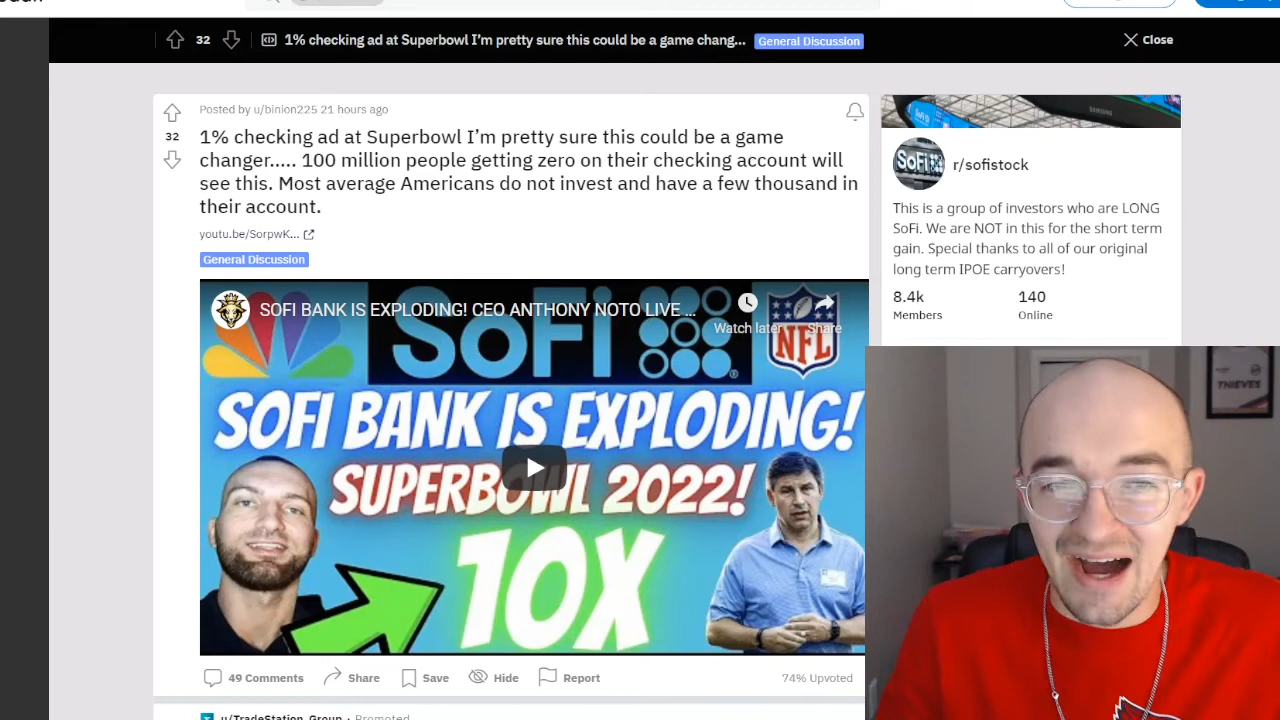 32
1% checking ad at Superbowl I’m pretty sure this could be a game chang...
General Discussion
Close
Posted by u/binion225 21 hours ago
32
1% checking ad at Superbowl I’m pretty sure this could be a game
changer..... 100 million people getting zero on their checking account will
see this. Most average Americans do not invest and have a few thousand in
their account.
youtu.be/SorpwK...
General Discussion
SOFI BANK IS EXPLODING! CEO ANTHONY NOTO LIVE ...
Watch later
Share
SoFi
NFL
SOFI BANK IS EXPLODING!
SUPERBOWL 2022!
10X
49 Comments
Share
Save
Hide
Report
74% Upvoted
u/TradeStation_Group • Promoted
SAMSUNG
SoFi
r/sofistock
This is a group of investors who are LONG
SoFi. We are NOT in this for the short term
gain. Special thanks to all of our original
long term IPOE carryovers!
8.4k
140
Members
Online
THIEVES